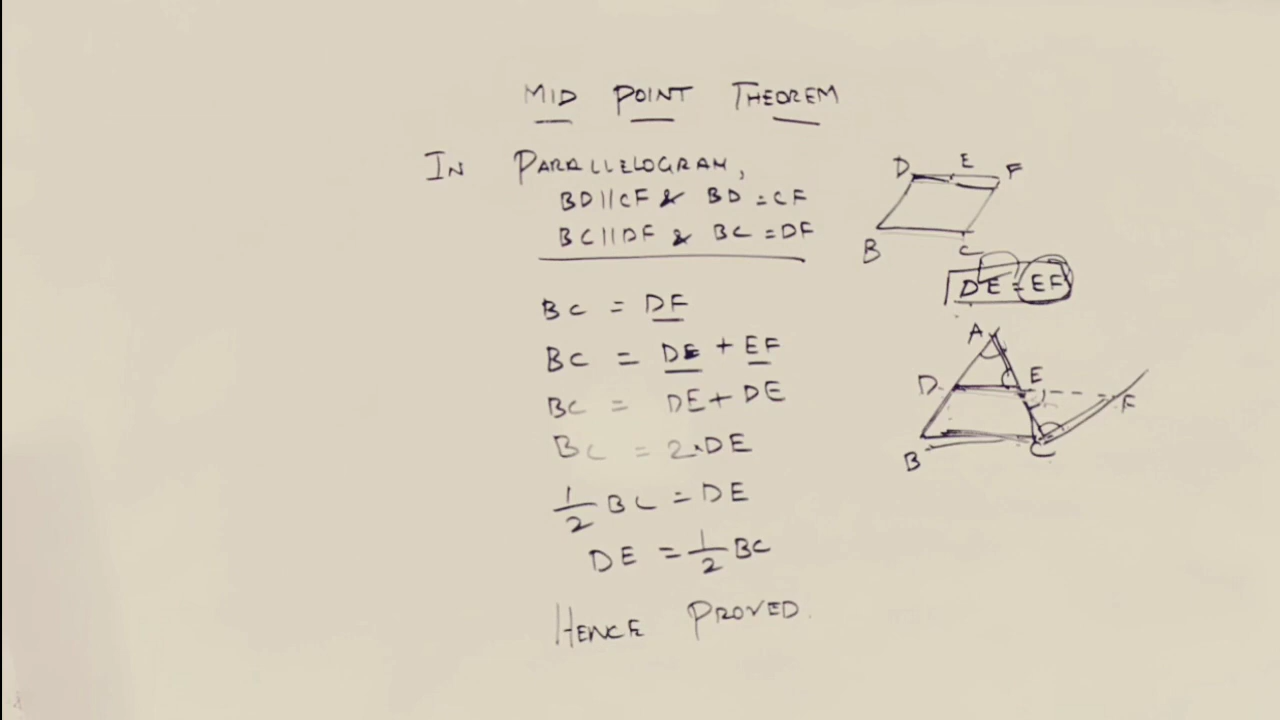 MID POINT THEOREM
IN PARALLELOGRAM,
BD||CF & BD = CF
BC||DF & BC = DF
BC = DF
BC = DE + EF
BC = DE + DE
BC = 2·DE
1/2 BC = DE
DE = 1/2 BC
HENCE PROVED.
D E F
B C
DE = EF
A
D E F
B C